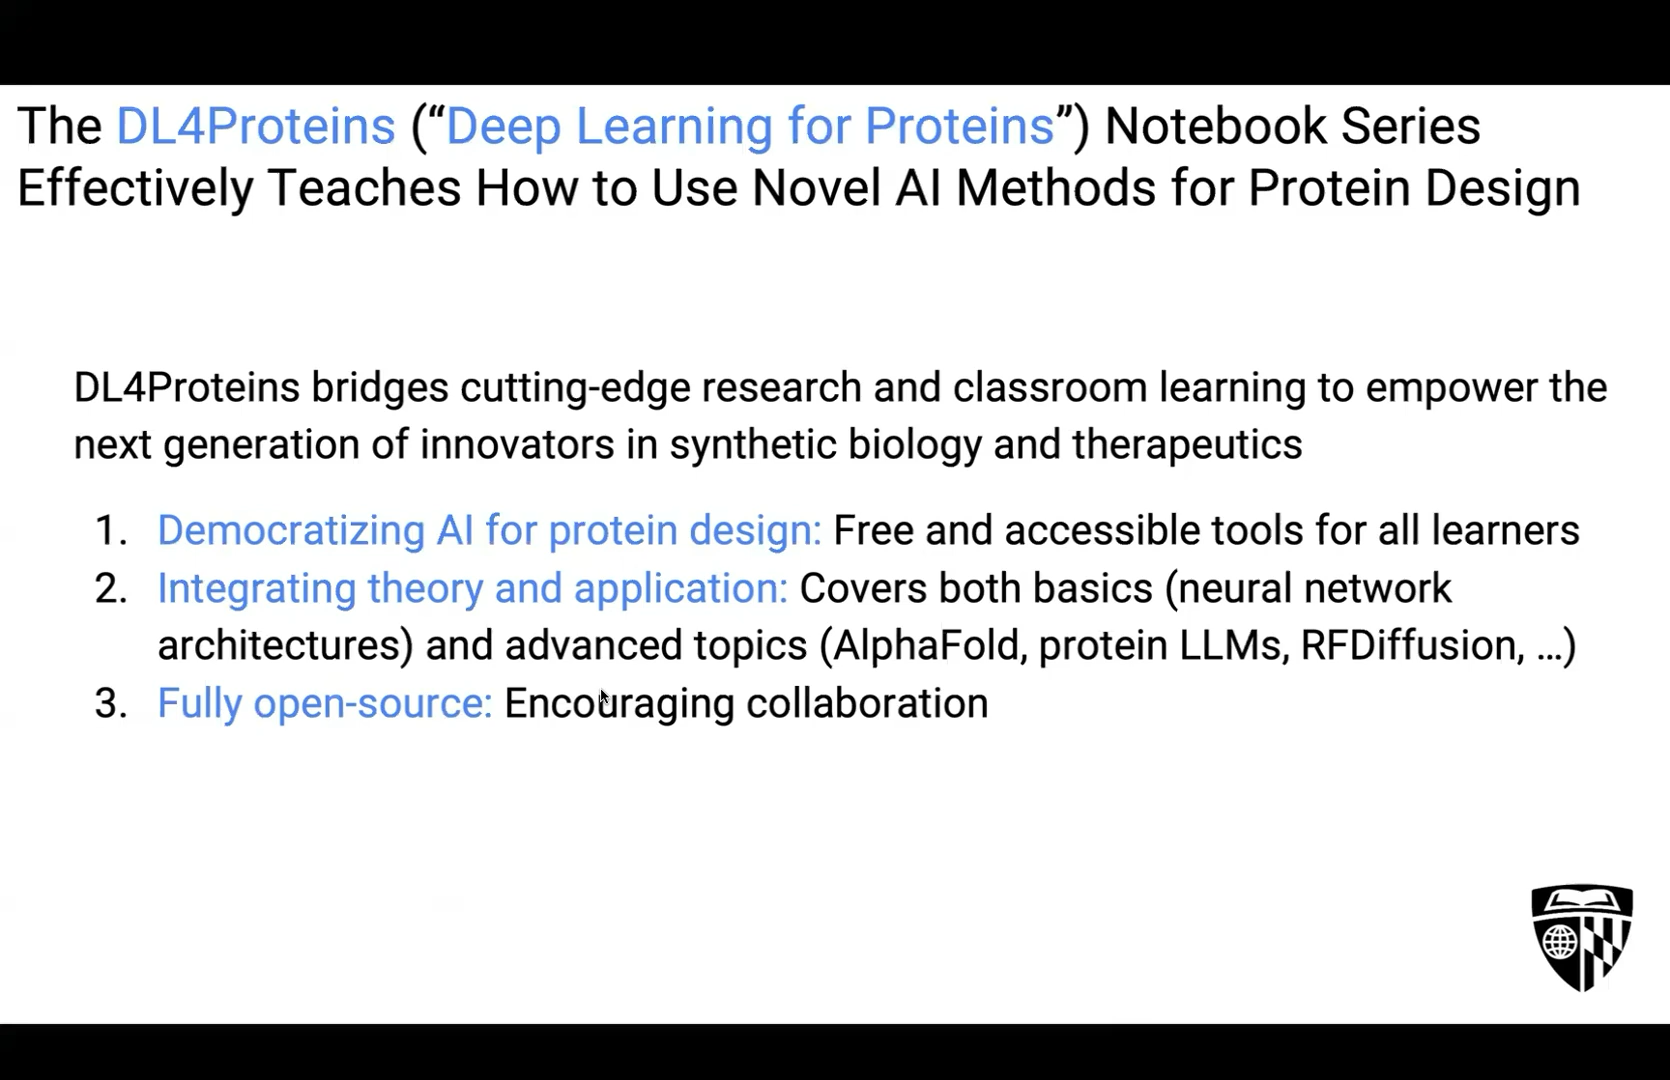 The DL4Proteins (“Deep Learning for Proteins”) Notebook Series
Effectively Teaches How to Use Novel AI Methods for Protein Design
DL4Proteins bridges cutting-edge research and classroom learning to empower the
next generation of innovators in synthetic biology and therapeutics
1. Democratizing AI for protein design: Free and accessible tools for all learners
2. Integrating theory and application: Covers both basics (neural network
architectures) and advanced topics (AlphaFold, protein LLMs, RFDiffusion, ...)
3. Fully open-source: Encouraging collaboration